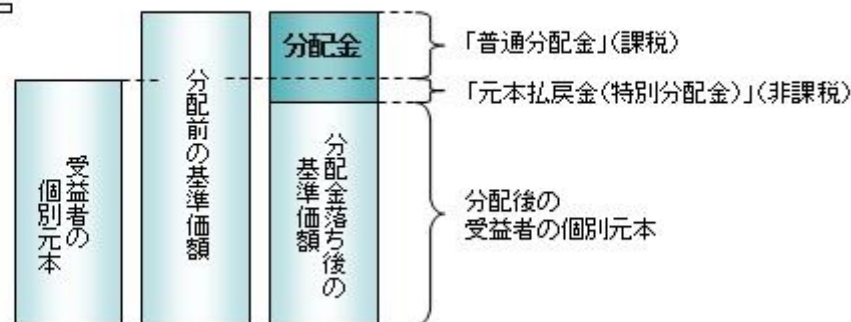 分配金
「普通分配金」(課税)
「元本払戻金(特別分配金)」(非課税)
受益者の
個別元本
分配前の基準価額
分配金落ち後の
基準価額
分配後の
受益者の個別元本